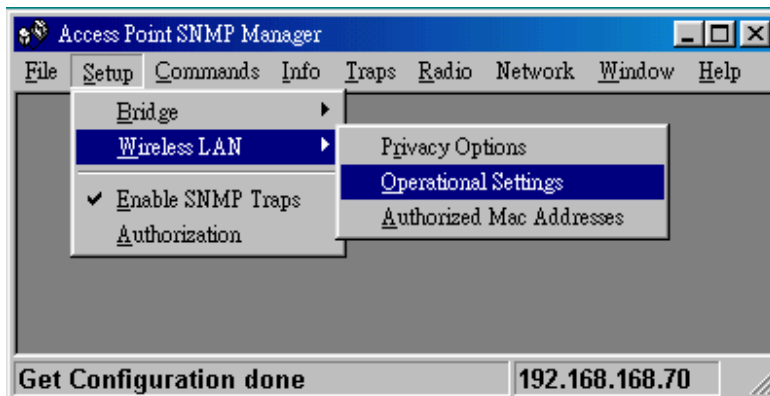 Access Point SNMP Manager
File Setup Commands Info Traps Radio Network Window Help
Bridge
Wireless LAN
Enable SNMP Traps
Authorization
Privacy Options
Operational Settings
Authorized Mac Addresses
Get Configuration done 192.168.168.70